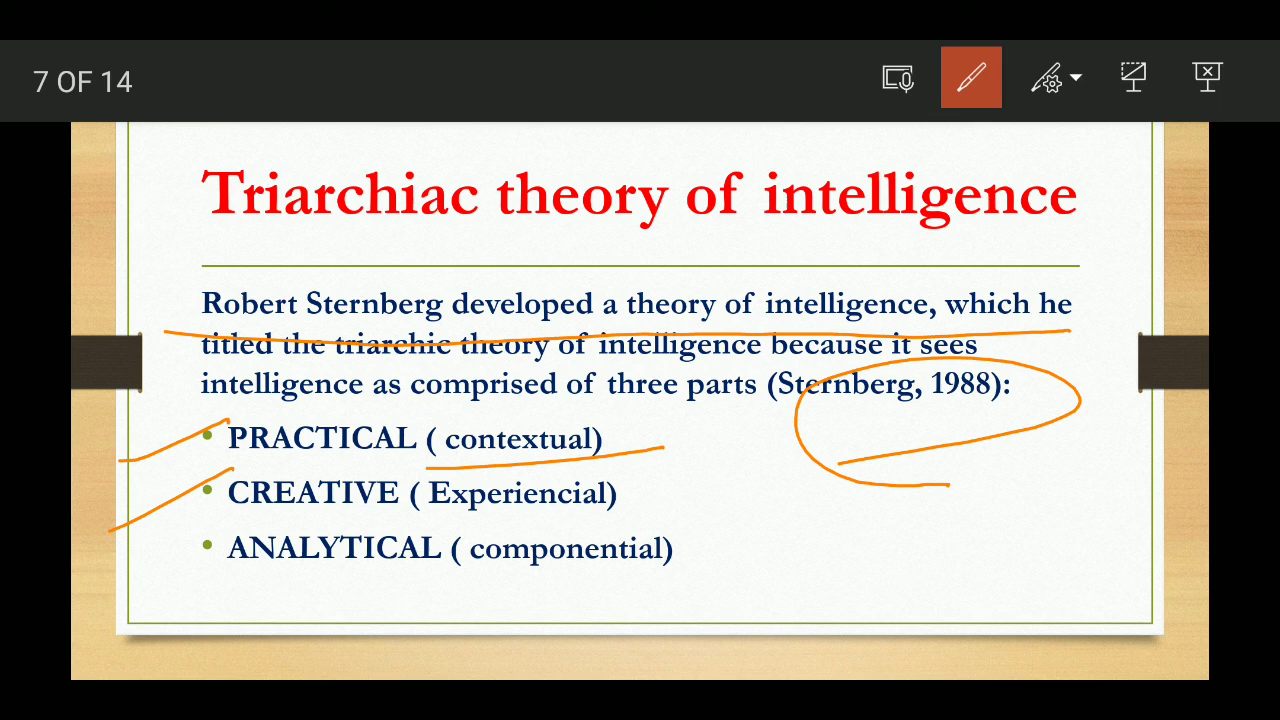 7 OF 14
Triarchiac theory of intelligence
Robert Sternberg developed a theory of intelligence, which he
titled the triarchic theory of intelligence because it sees
intelligence as comprised of three parts (Sternberg, 1988):
• PRACTICAL ( contextual)
• CREATIVE ( Experiencial)
• ANALYTICAL ( componential)